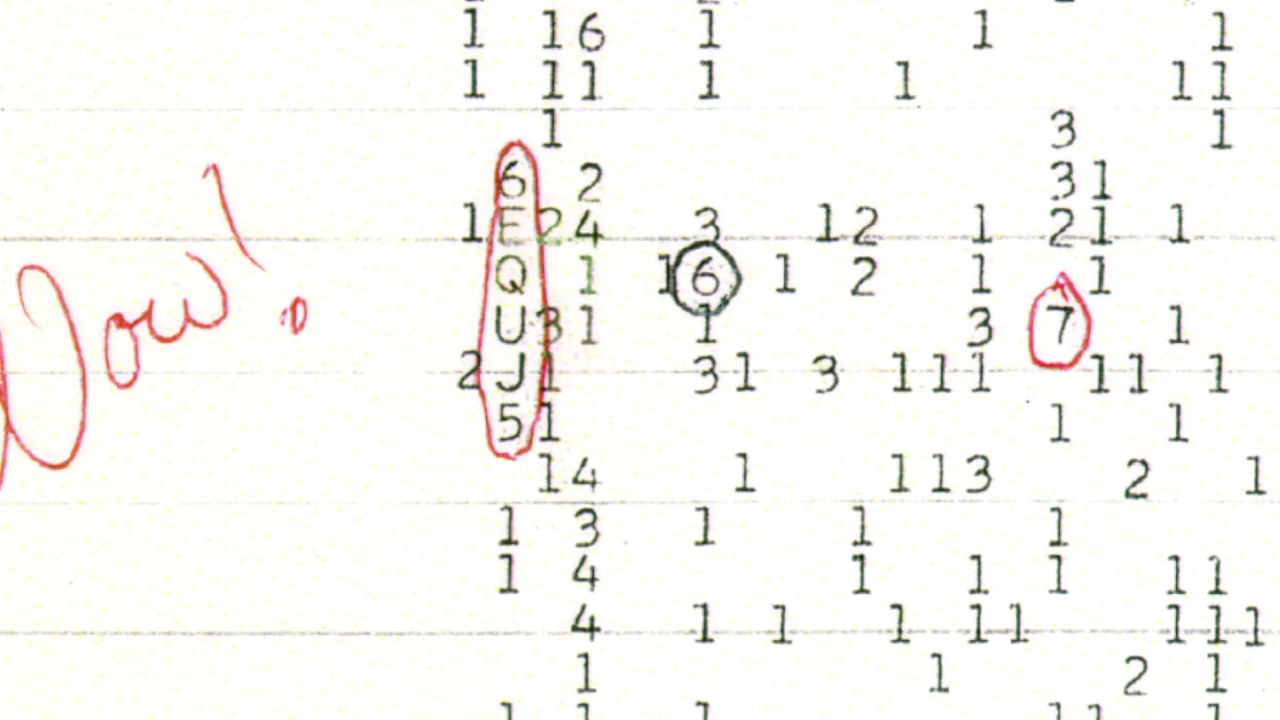 1 16 1 1 1
1 11 1 1 11
1 3 1
6 2 31
1E24 3 12 1 21 1
Q 1 16 1 2 1 1
U31 1 3 7 1
2J1 31 3 111 11 1
51 1 1
14 1 113 2 1
1 3 1 1 1
1 4 1 1 1 11
4 1 1 1 11 111
1 1 2 1
Wow!